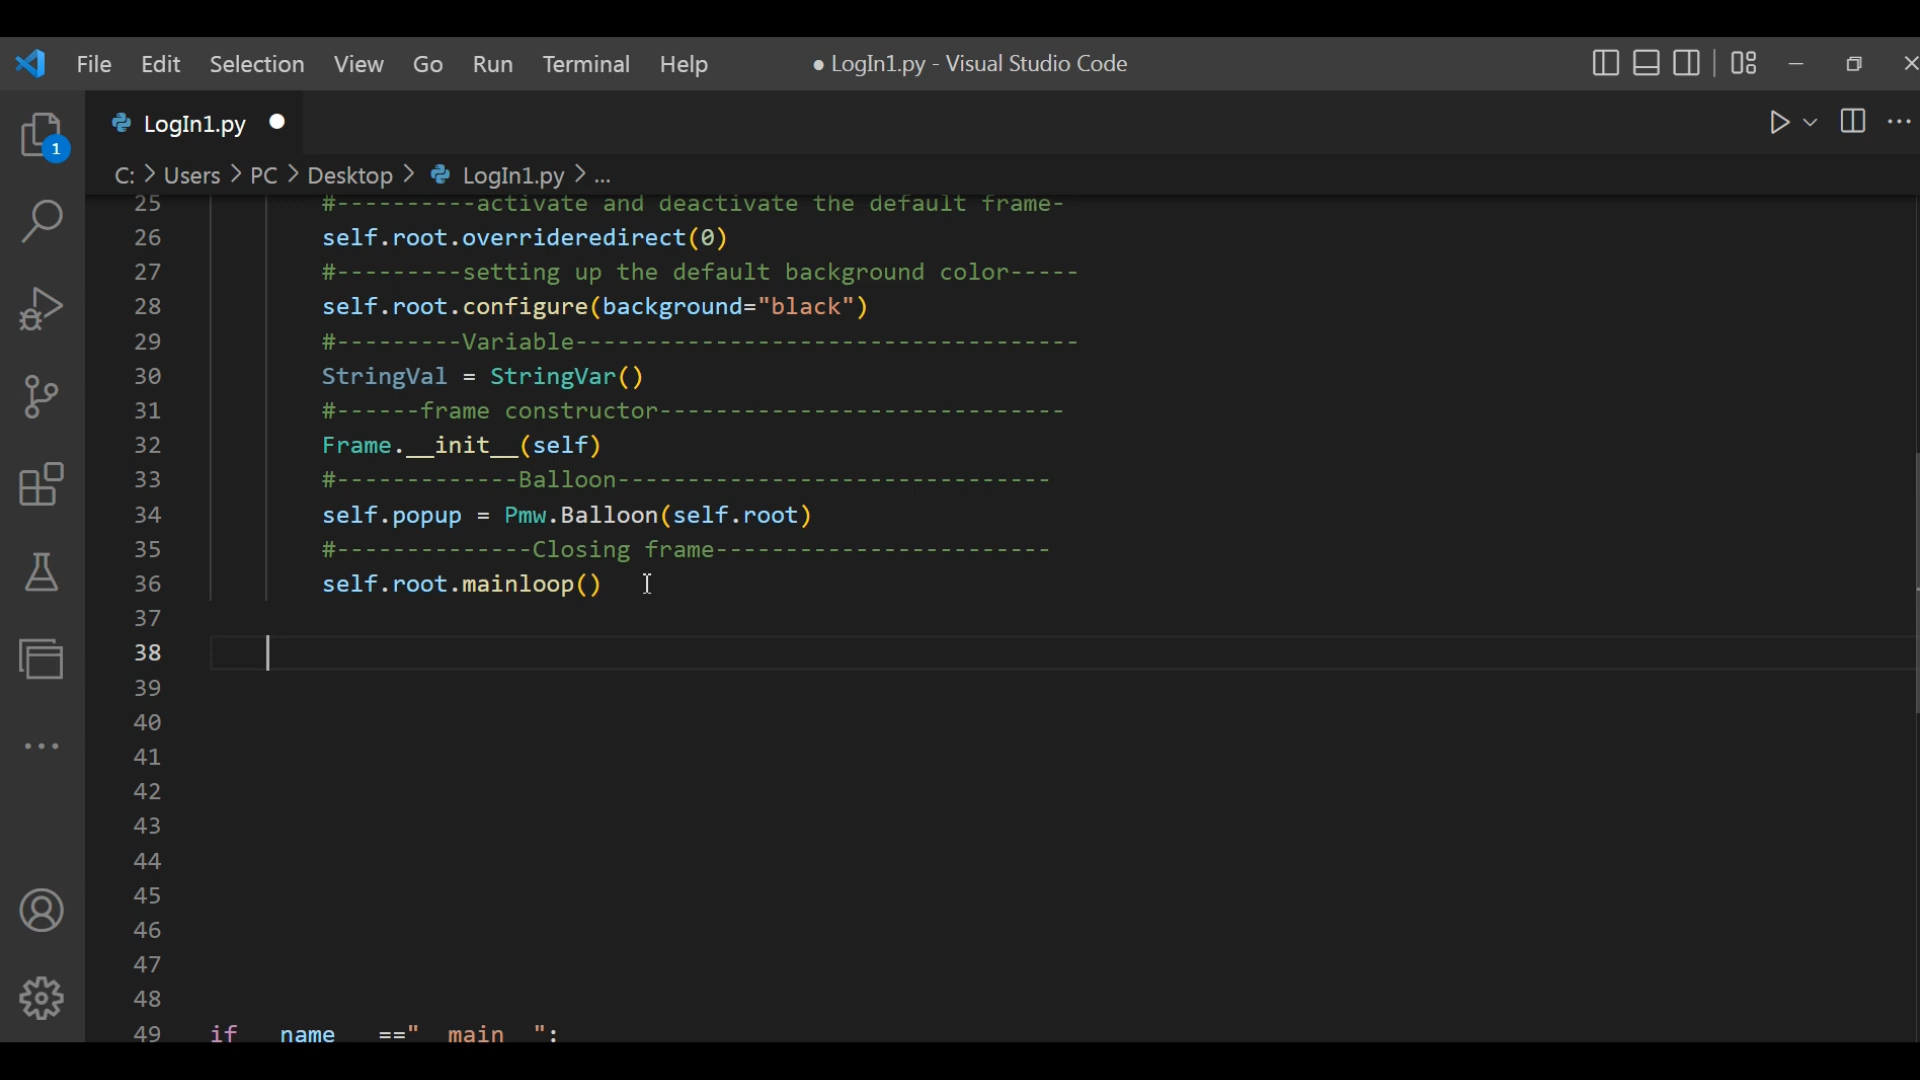 File Edit Selection View Go Run Terminal Help ● LogIn1.py - Visual Studio Code
LogIn1.py ●
C: > Users > PC > Desktop > LogIn1.py > ...
1
25 #----------activate and deactivate the default frame-
26 self.root.overrideredirect(0)
27 #---------setting up the default background color-----
28 self.root.configure(background="black")
29 #---------Variable------------------------------------
30 StringVal = StringVar()
31 #------frame constructor-----------------------------
32 Frame.__init__(self)
33 #-------------Balloon-------------------------------
34 self.popup = Pmw.Balloon(self.root)
35 #--------------Closing frame------------------------
36 self.root.mainloop()
37
38
39
40
41
42
43
44
45
46
47
48
49 if __name__ =="__main__":